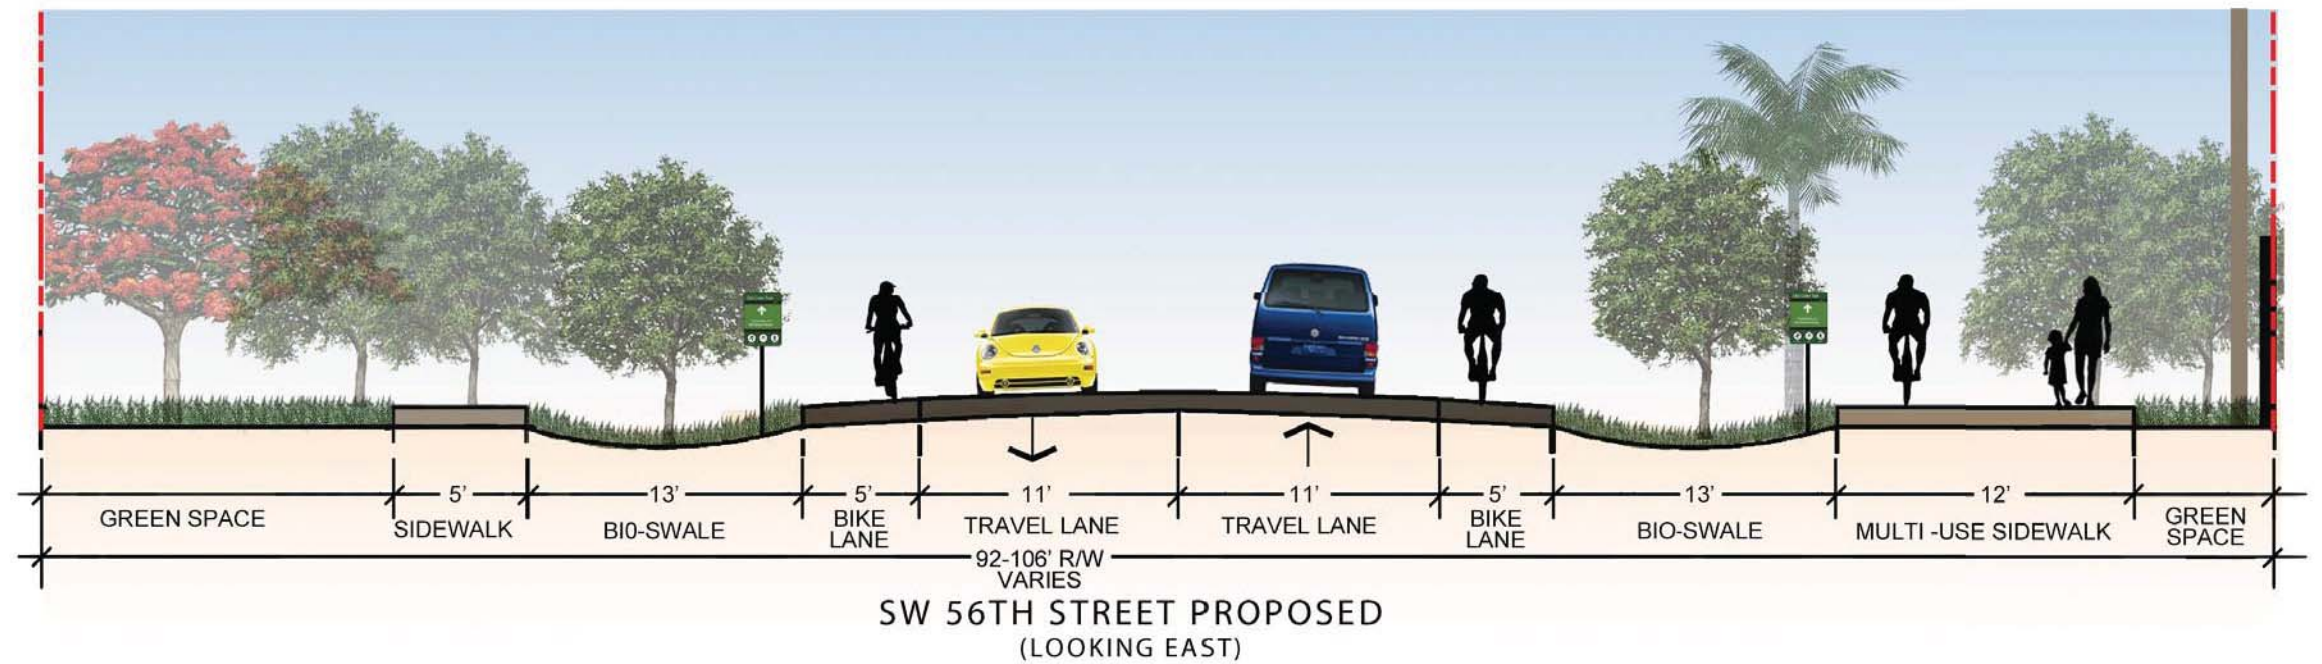 5' 13' 5' 11' 11' 5' 13' 12'
GREEN SPACE SIDEWALK BI0-SWALE BIKE LANE TRAVEL LANE TRAVEL LANE BIKE LANE BIO-SWALE MULTI -USE SIDEWALK GREEN SPACE
92-106' R/W
VARIES
SW 56TH STREET PROPOSED
(LOOKING EAST)